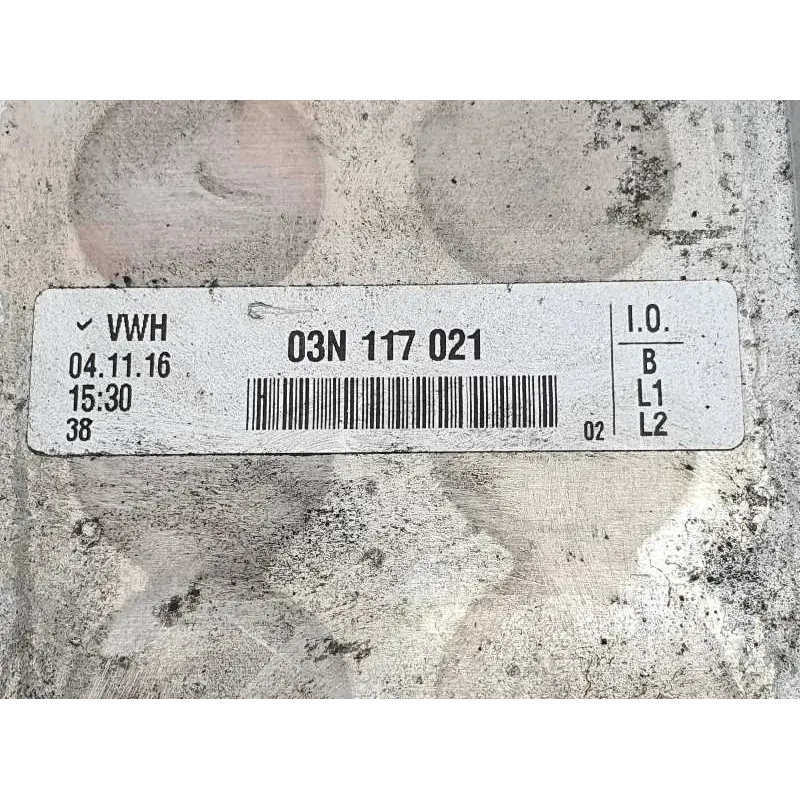 ✓ VWH
04.11.16
15:30
38
03N 117 021
02
I.O.
B
L1
L2